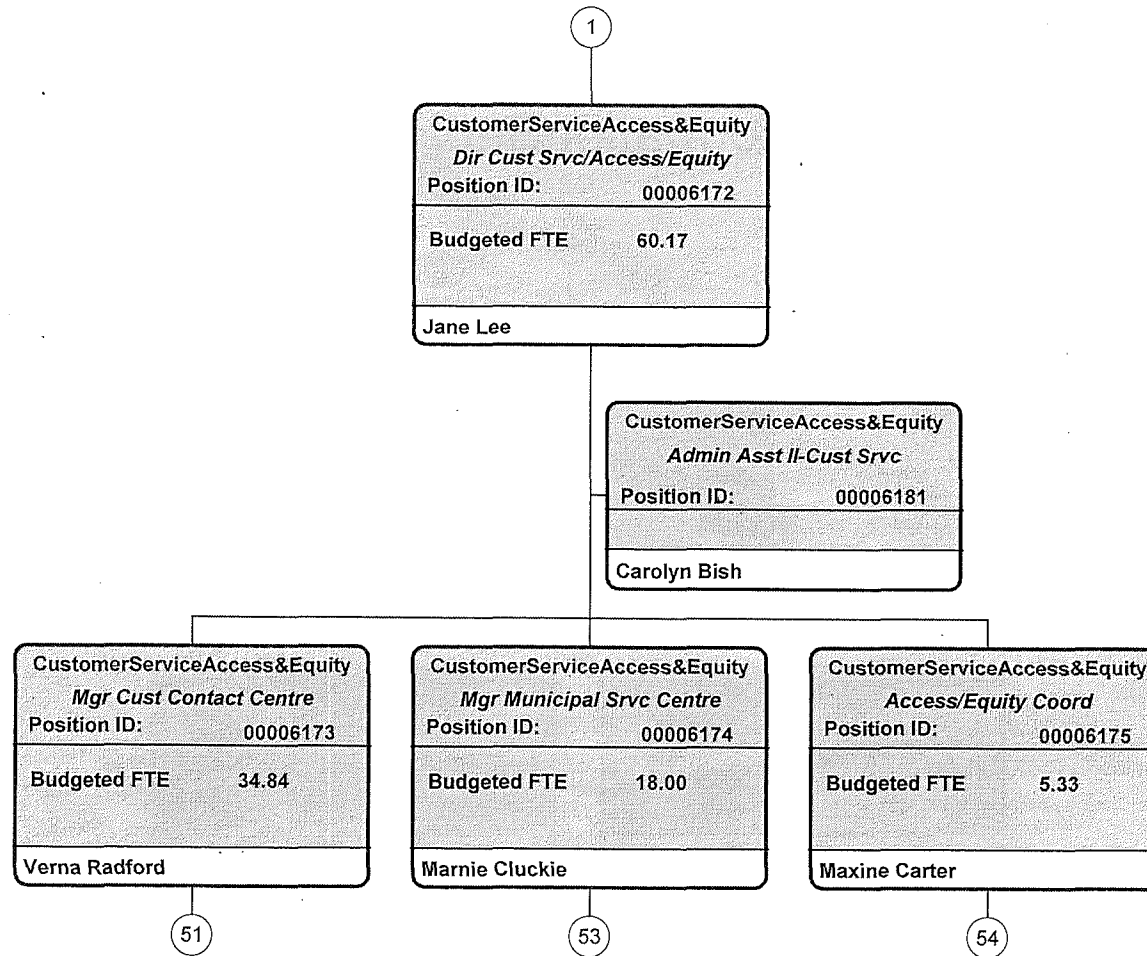 1
CustomerServiceAccess&Equity
Dir Cust Srvc/Access/Equity
Position ID: 00006172
Budgeted FTE 60.17
Jane Lee
CustomerServiceAccess&Equity
Admin Asst II-Cust Srvc
Position ID: 00006181
Carolyn Bish
CustomerServiceAccess&Equity
Mgr Cust Contact Centre
Position ID: 00006173
Budgeted FTE 34.84
Verna Radford
51
CustomerServiceAccess&Equity
Mgr Municipal Srvc Centre
Position ID: 00006174
Budgeted FTE 18.00
Marnie Cluckie
53
CustomerServiceAccess&Equity
Access/Equity Coord
Position ID: 00006175
Budgeted FTE 5.33
Maxine Carter
54